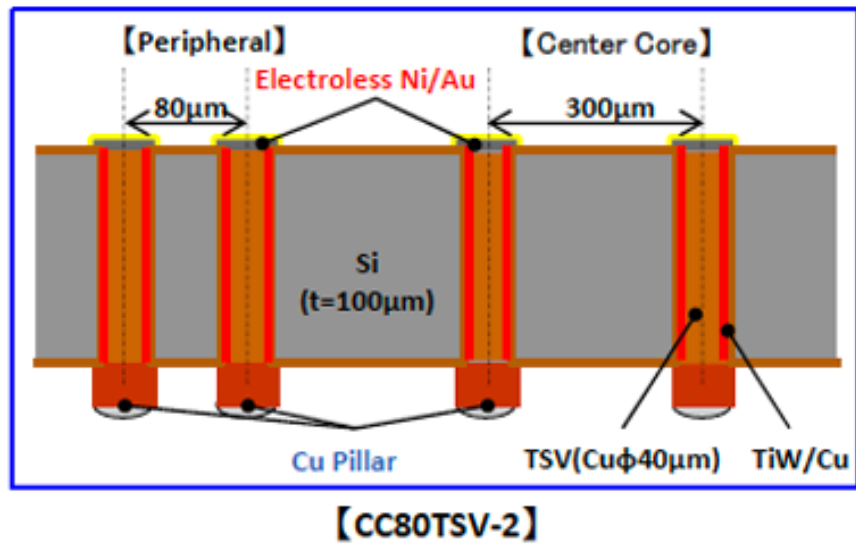 【Peripheral】
【Center Core】
Electroless Ni/Au
80μm
300μm
Si
(t=100μm)
Cu Pillar
TSV(Cuϕ40μm)
TiW/Cu
【CC80TSV-2】